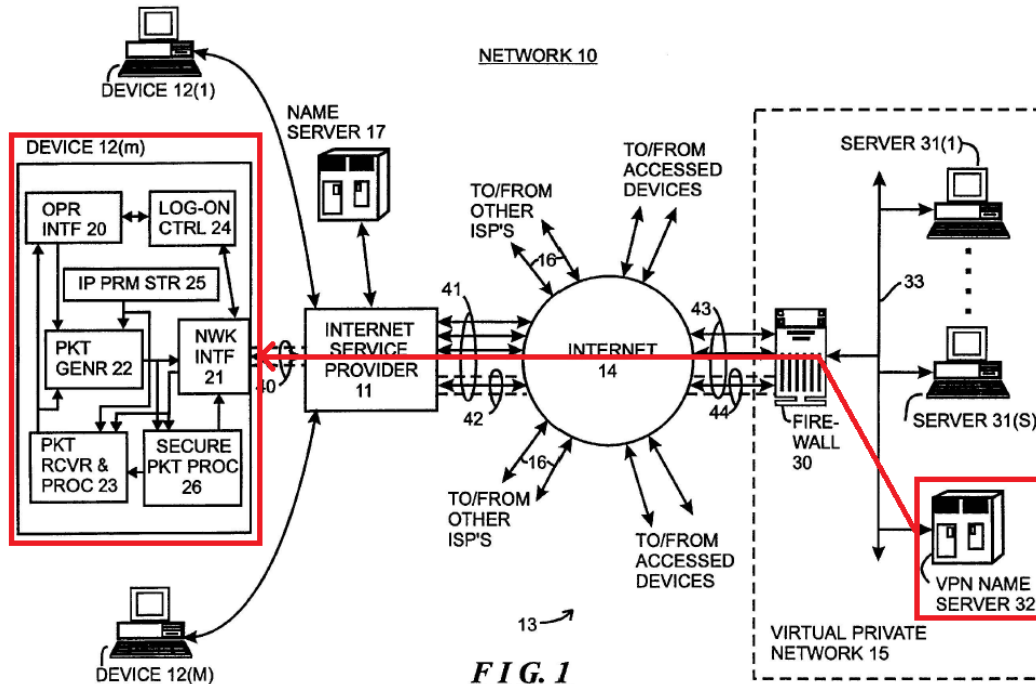 NETWORK 10
DEVICE 12(1)
NAME
SERVER 17
DEVICE 12(m)
OPR
INTF 20
LOG-ON
CTRL 24
IP PRM STR 25
PKT
GENR 22
NWK
INTF
21
PKT
RCVR &
PROC 23
SECURE
PKT PROC
26
40
INTERNET
SERVICE
PROVIDER
11
41
42
TO/FROM
OTHER
ISP'S
16
TO/FROM
ACCESSED
DEVICES
INTERNET
14
16
TO/FROM
OTHER
ISP'S
TO/FROM
ACCESSED
DEVICES
43
44
FIRE-
WALL
30
SERVER 31(1)
33
SERVER 31(S)
VPN NAME
SERVER 32
VIRTUAL PRIVATE
NETWORK 15
13
DEVICE 12(M)
FIG. 1